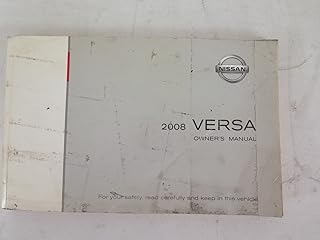 NISSAN
2008 VERSA
OWNER'S MANUAL
For your safety, read carefully and keep in this vehicle.